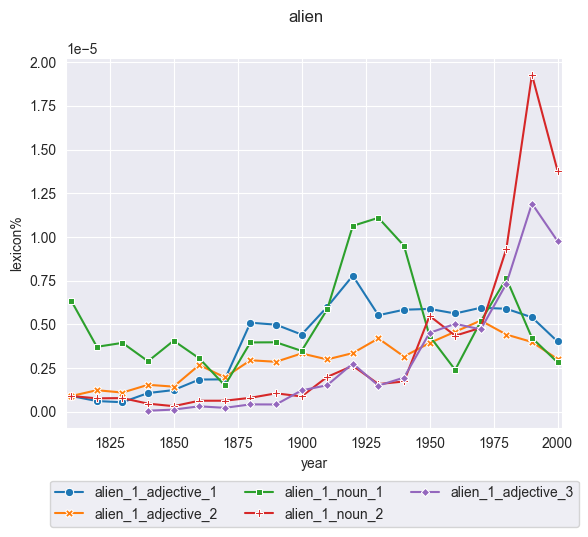 alien
1e−5
2.00
1.75
1.50
1.25
1.00
0.75
0.50
0.25
0.00
lexicon%
1825 1850 1875 1900 1925 1950 1975 2000
year
alien_1_adjective_1 alien_1_noun_1 alien_1_adjective_3
alien_1_adjective_2 alien_1_noun_2